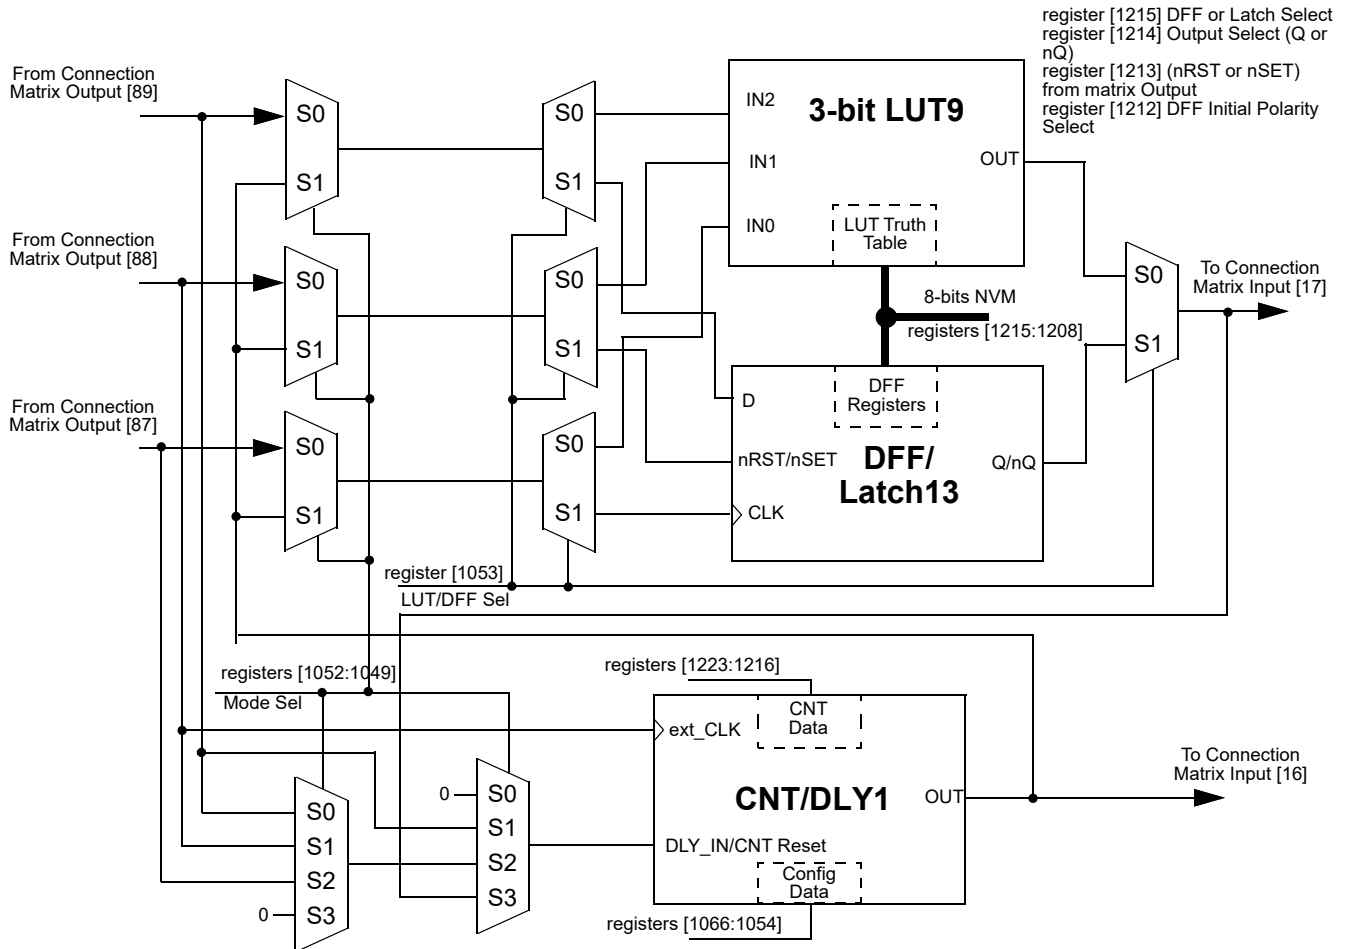 register [1215] DFF or Latch Select
register [1214] Output Select (Q or
nQ)
register [1213] (nRST or nSET)
from matrix Output
register [1212] DFF Initial Polarity
Select
From Connection
Matrix Output [89]
S0
S1
S0
S1
IN2
IN1
IN0
3-bit LUT9
OUT
LUT Truth
Table
From Connection
Matrix Output [88]
S0
S1
S0
S1
8-bits NVM
registers [1215:1208]
S0
S1
To Connection
Matrix Input [17]
From Connection
Matrix Output [87]
S0
S1
S0
S1
DFF
Registers
D
nRST/nSET
CLK
DFF/
Latch13
Q/nQ
register [1053]
LUT/DFF Sel
registers [1052:1049]
Mode Sel
registers [1223:1216]
CNT
Data
ext_CLK
CNT/DLY1
OUT
DLY_IN/CNT Reset
Config
Data
registers [1066:1054]
To Connection
Matrix Input [16]
S0
S1
S2
0
S3
0
S0
S1
S2
S3